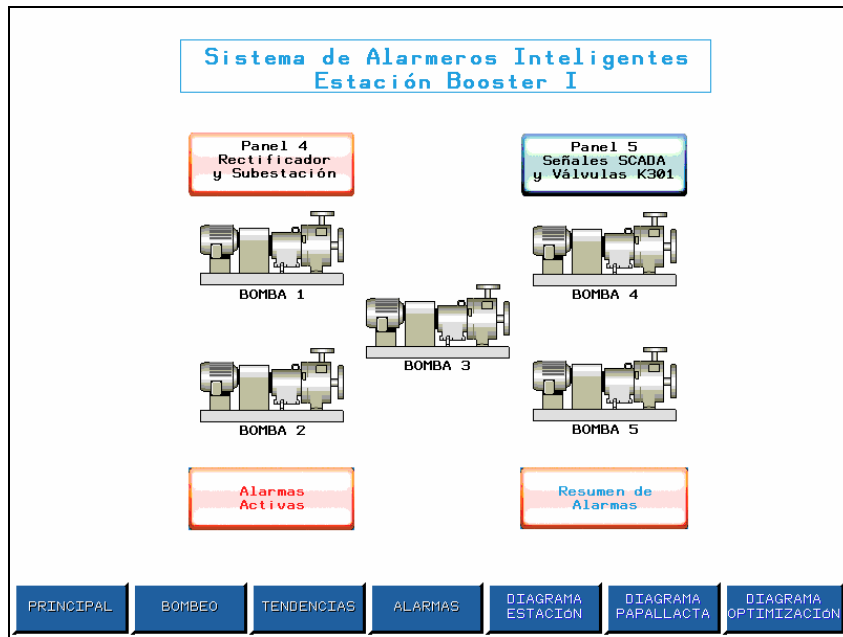 Sistema de Alarmeros Inteligentes
Estación Booster I
Panel 4
Rectificador
y Subestación
Panel 5
Señales SCADA
y Válvulas K301
BOMBA 1
BOMBA 4
BOMBA 3
BOMBA 2
BOMBA 5
Alarmas
Activas
Resumen de
Alarmas
PRINCIPAL
BOMBEO
TENDENCIAS
ALARMAS
DIAGRAMA
ESTACIóN
DIAGRAMA
PAPALLACTA
DIAGRAMA
OPTIMIZACIóN